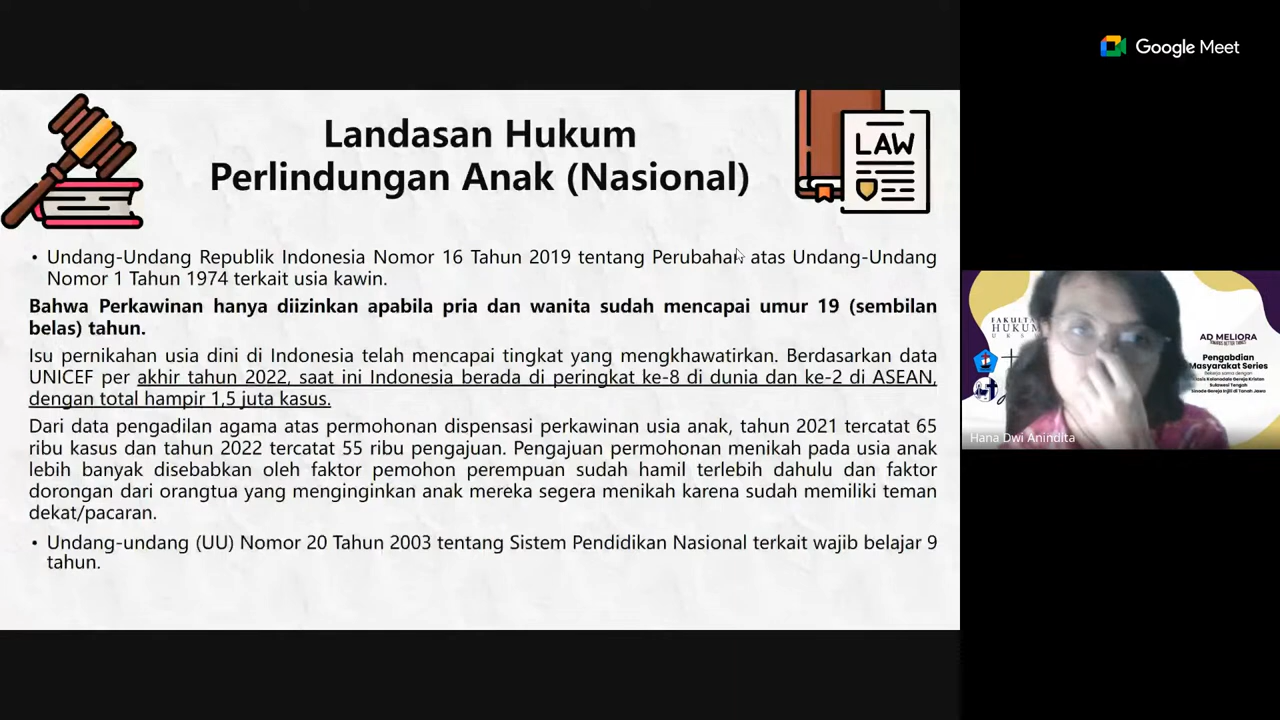 Google Meet
Landasan Hukum
Perlindungan Anak (Nasional)
LAW
• Undang-Undang Republik Indonesia Nomor 16 Tahun 2019 tentang Perubahan atas Undang-Undang
Nomor 1 Tahun 1974 terkait usia kawin.
Bahwa Perkawinan hanya diizinkan apabila pria dan wanita sudah mencapai umur 19 (sembilan
belas) tahun.
Isu pernikahan usia dini di Indonesia telah mencapai tingkat yang mengkhawatirkan. Berdasarkan data
UNICEF per akhir tahun 2022, saat ini Indonesia berada di peringkat ke-8 di dunia dan ke-2 di ASEAN,
dengan total hampir 1,5 juta kasus.
Dari data pengadilan agama atas permohonan dispensasi perkawinan usia anak, tahun 2021 tercatat 65
ribu kasus dan tahun 2022 tercatat 55 ribu pengajuan. Pengajuan permohonan menikah pada usia anak
lebih banyak disebabkan oleh faktor pemohon perempuan sudah hamil terlebih dahulu dan faktor
dorongan dari orangtua yang menginginkan anak mereka segera menikah karena sudah memiliki teman
dekat/pacaran.
• Undang-undang (UU) Nomor 20 Tahun 2003 tentang Sistem Pendidikan Nasional terkait wajib belajar 9
tahun.
HUKUM
AD MELIORA
Pengabdian
Masyarakat Series
Hana Dwi Anindita